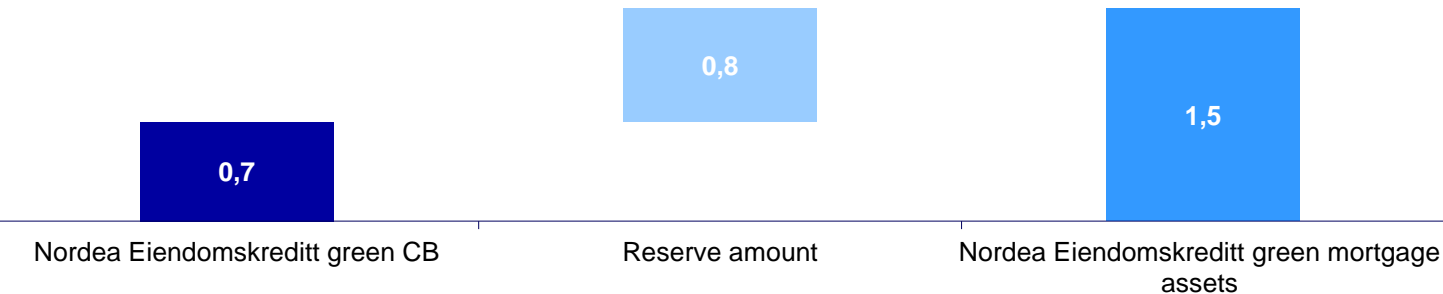 0,8
1,5
0,7
Nordea Eiendomskreditt green CB
Reserve amount
Nordea Eiendomskreditt green mortgage
assets